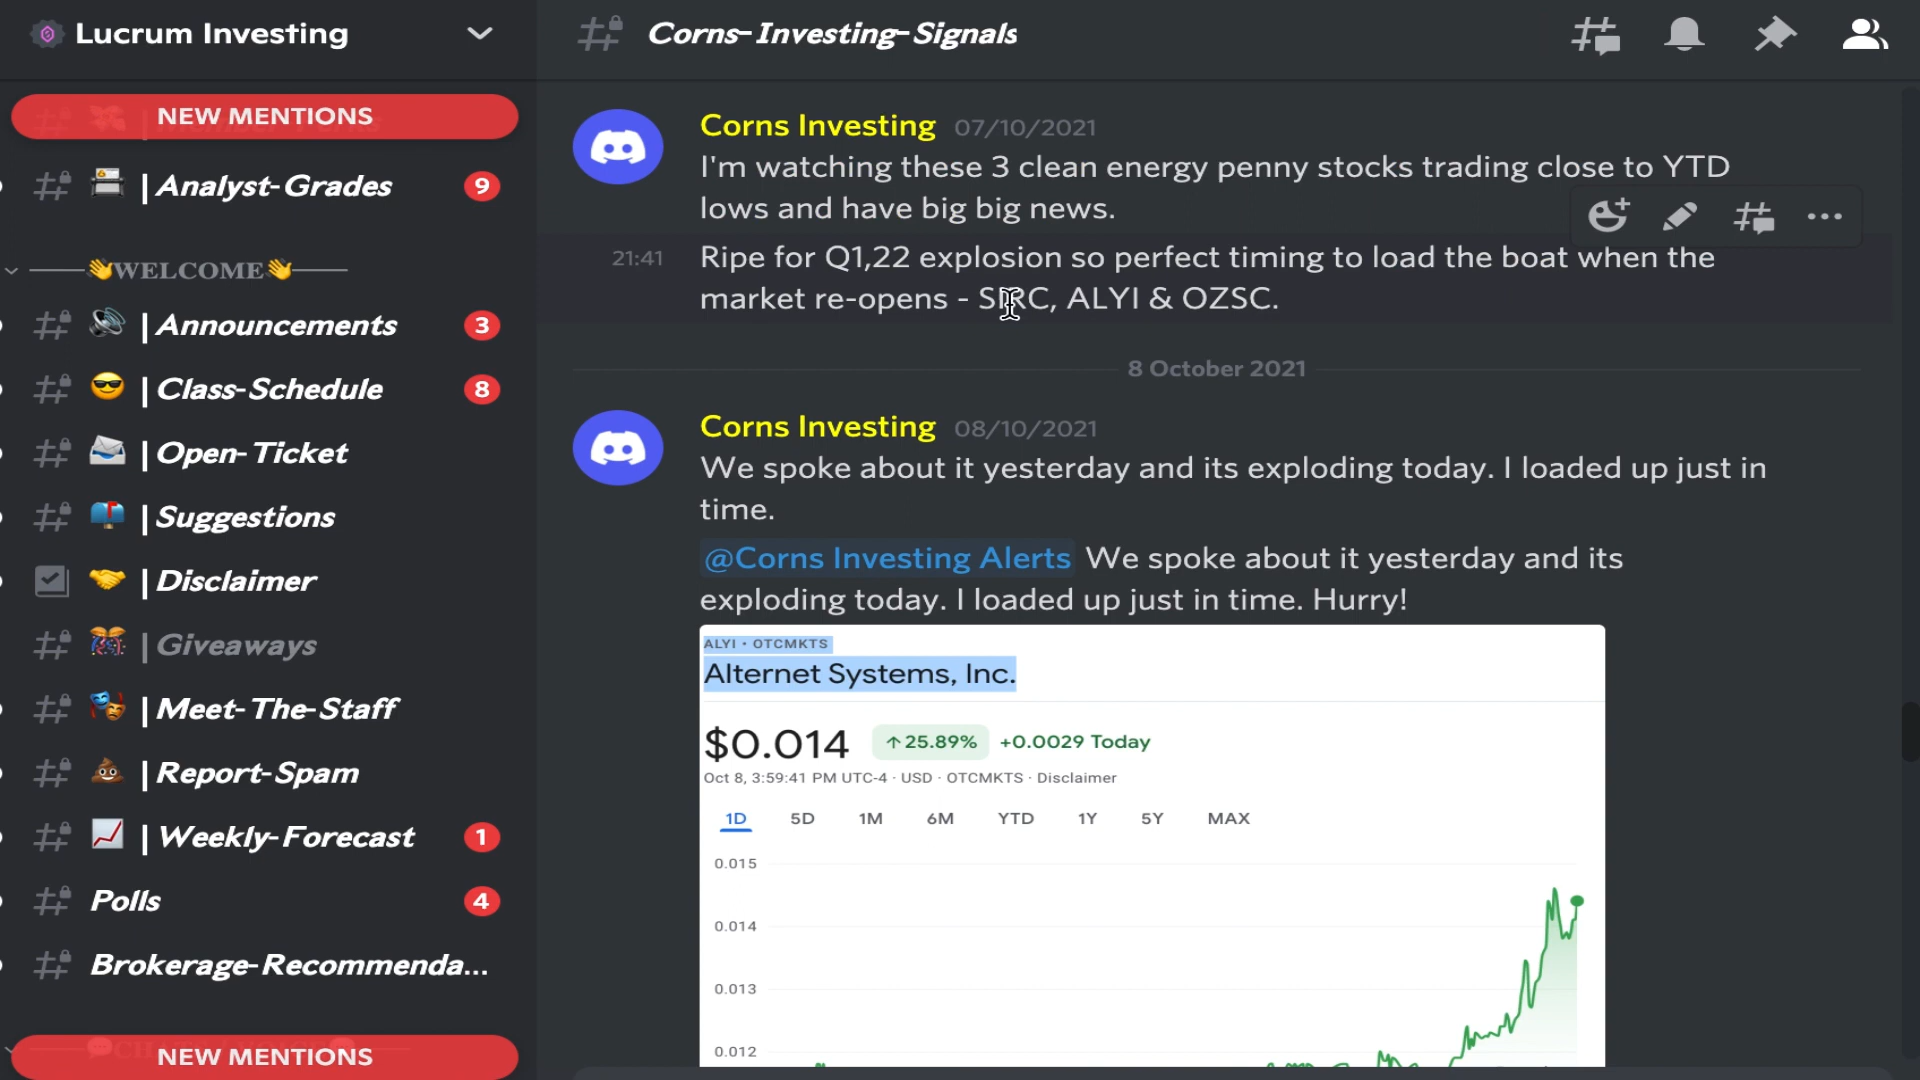 Lucrum Investing
NEW MENTIONS
| Analyst-Grades
9
WELCOME
| Announcements
3
| Class-Schedule
8
| Open-Ticket
| Suggestions
| Disclaimer
| Giveaways
| Meet-The-Staff
| Report-Spam
| Weekly-Forecast
1
Polls
4
Brokerage-Recommenda...
NEW MENTIONS
Corns-Investing-Signals
Corns Investing 07/10/2021
I'm watching these 3 clean energy penny stocks trading close to YTD
lows and have big big news.
21:41
Ripe for Q1,22 explosion so perfect timing to load the boat when the
market re-opens - SIRC, ALYI & OZSC.
8 October 2021
Corns Investing 08/10/2021
We spoke about it yesterday and its exploding today. I loaded up just in
time.
@Corns Investing Alerts We spoke about it yesterday and its
exploding today. I loaded up just in time. Hurry!
ALYI • OTCMKTS
Alternet Systems, Inc.
$0.014 ↑25.89% +0.0029 Today
Oct 8, 3:59:41 PM UTC-4 · USD · OTCMKTS · Disclaimer
1D 5D 1M 6M YTD 1Y 5Y MAX
0.015
0.014
0.013
0.012